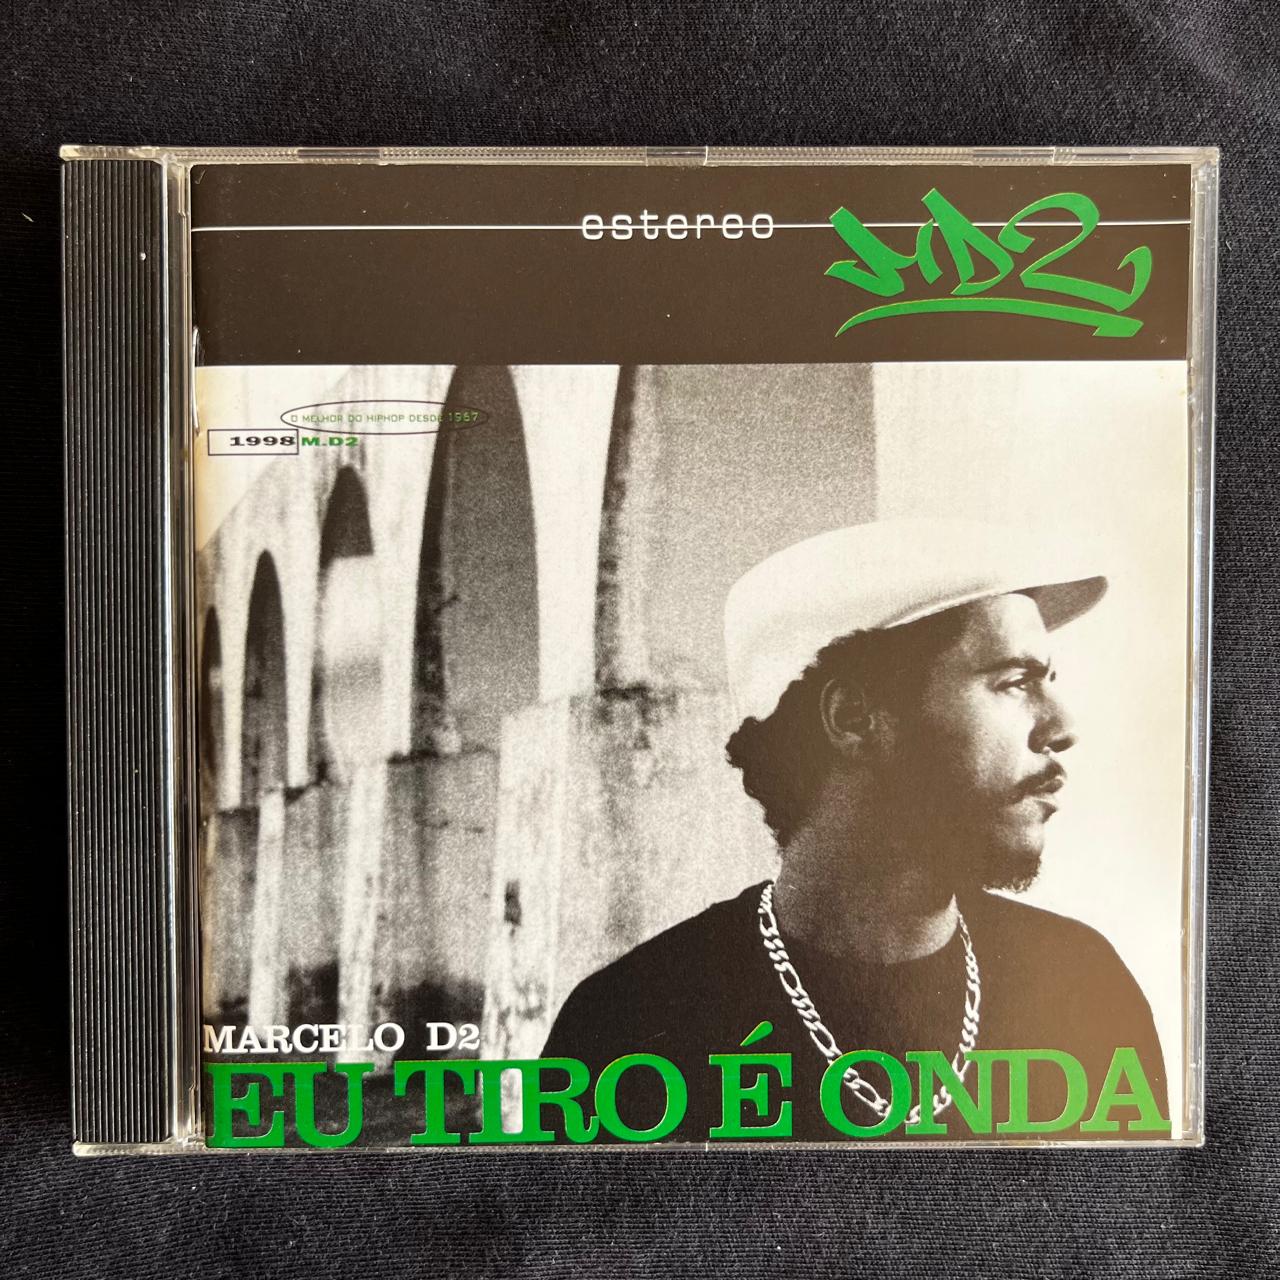 estereo
MD2
O MELHOR DO HIPHOP DESDE 1967
1998 M.D2
MARCELO D2
EU TIRO É ONDA